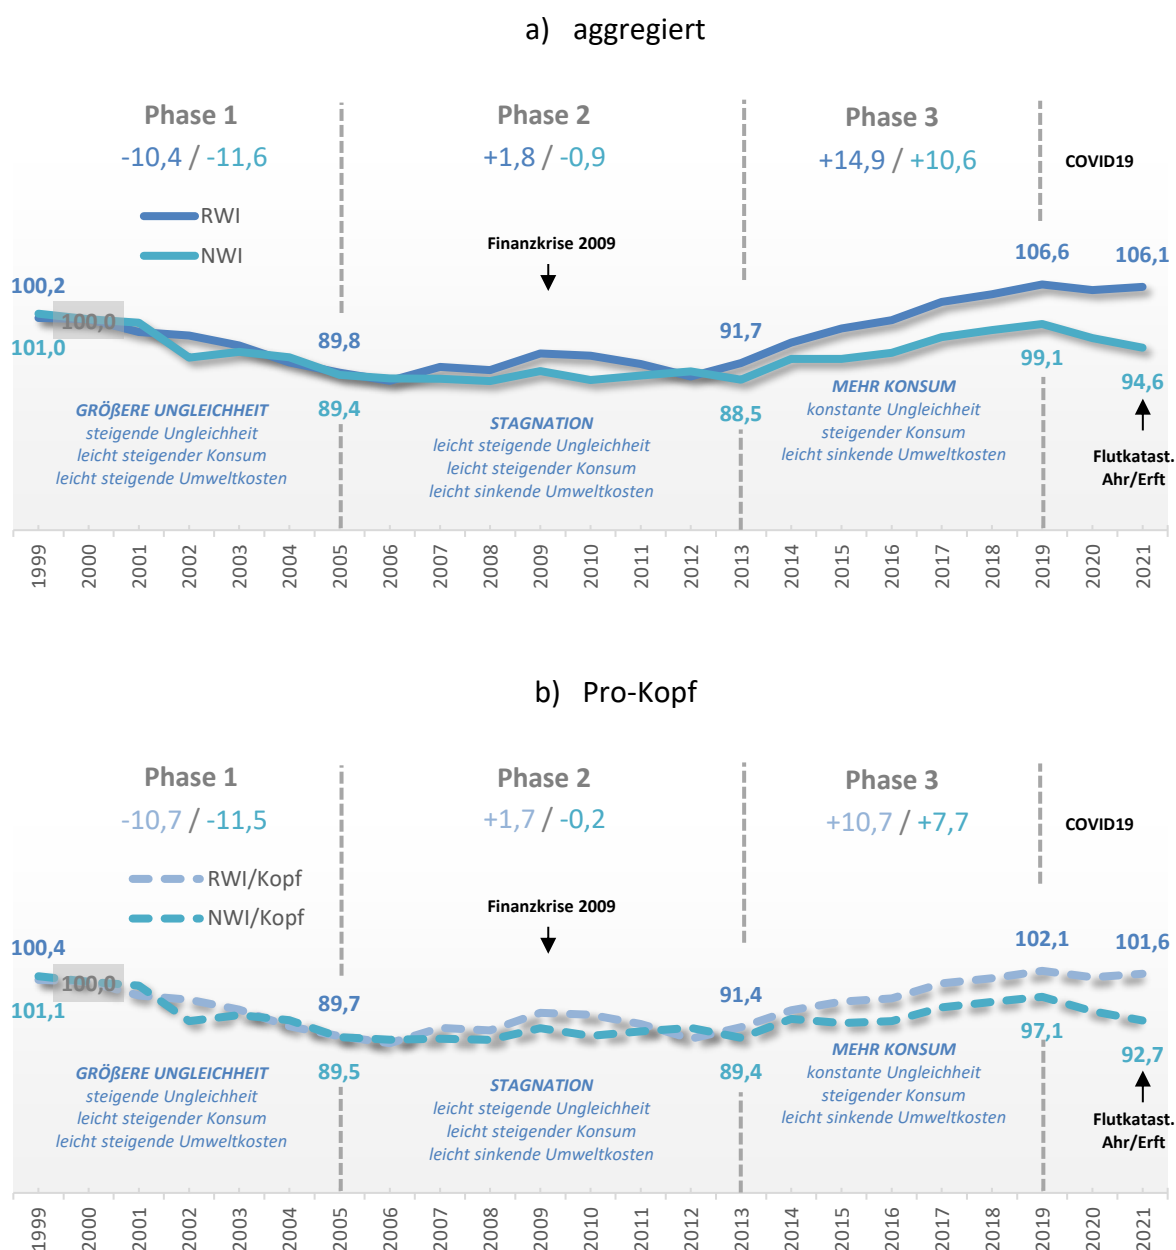 a) aggregiert
Phase 1
Phase 2
Phase 3
-10,4 / -11,6
+1,8 / -0,9
+14,9 / +10,6
COVID19
RWI
NWI
Finanzkrise 2009
100,2
100,0
101,0
89,8
89,4
91,7
88,5
106,6
106,1
99,1
94,6
GRÖßERE UNGLEICHHEIT
steigende Ungleichheit
leicht steigender Konsum
leicht steigende Umweltkosten
STAGNATION
leicht steigende Ungleichheit
leicht steigender Konsum
leicht sinkende Umweltkosten
MEHR KONSUM
konstante Ungleichheit
steigender Konsum
leicht sinkende Umweltkosten
Flutkatast.
Ahr/Erft
1999
2000
2001
2002
2003
2004
2005
2006
2007
2008
2009
2010
2011
2012
2013
2014
2015
2016
2017
2018
2019
2020
2021
b) Pro-Kopf
Phase 1
Phase 2
Phase 3
-10,7 / -11,5
+1,7 / -0,2
+10,7 / +7,7
COVID19
RWI/Kopf
NWI/Kopf
Finanzkrise 2009
100,4
100,0
101,1
89,7
89,5
91,4
89,4
102,1
101,6
97,1
92,7
GRÖßERE UNGLEICHHEIT
steigende Ungleichheit
leicht steigender Konsum
leicht steigende Umweltkosten
STAGNATION
leicht steigende Ungleichheit
leicht steigender Konsum
leicht sinkende Umweltkosten
MEHR KONSUM
konstante Ungleichheit
steigender Konsum
leicht sinkende Umweltkosten
Flutkatast.
Ahr/Erft
1999
2000
2001
2002
2003
2004
2005
2006
2007
2008
2009
2010
2011
2012
2013
2014
2015
2016
2017
2018
2019
2020
2021